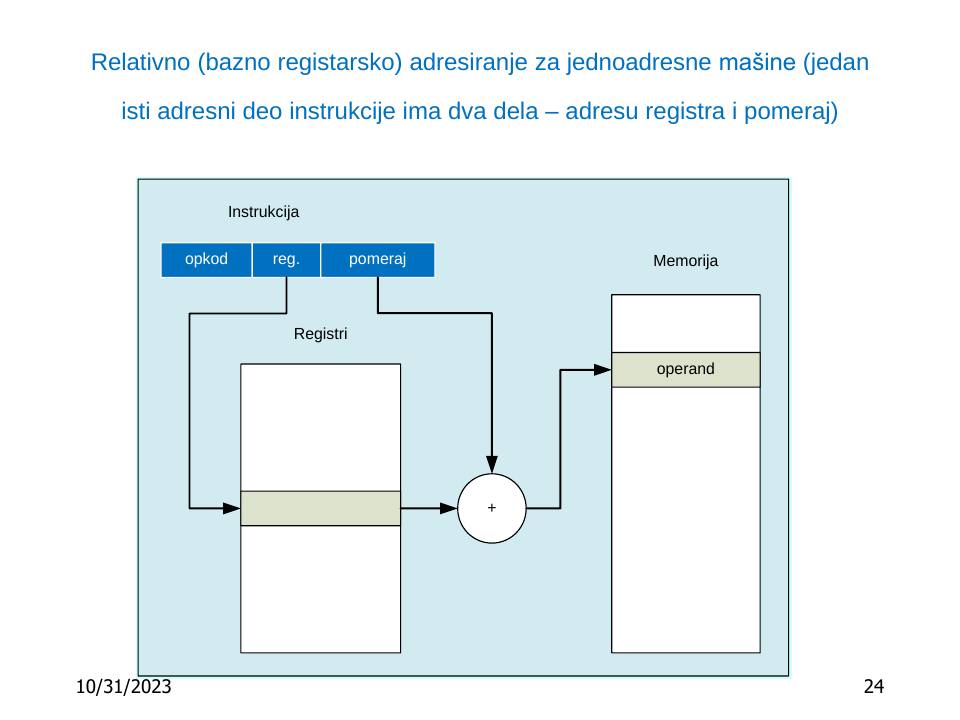 Relativno (bazno registarsko) adresiranje za jednoadresne mašine (jedan
isti adresni deo instrukcije ima dva dela – adresu registra i pomeraj)
Instrukcija
opkod reg. pomeraj
Memorija
Registri
operand
+
10/31/2023 24